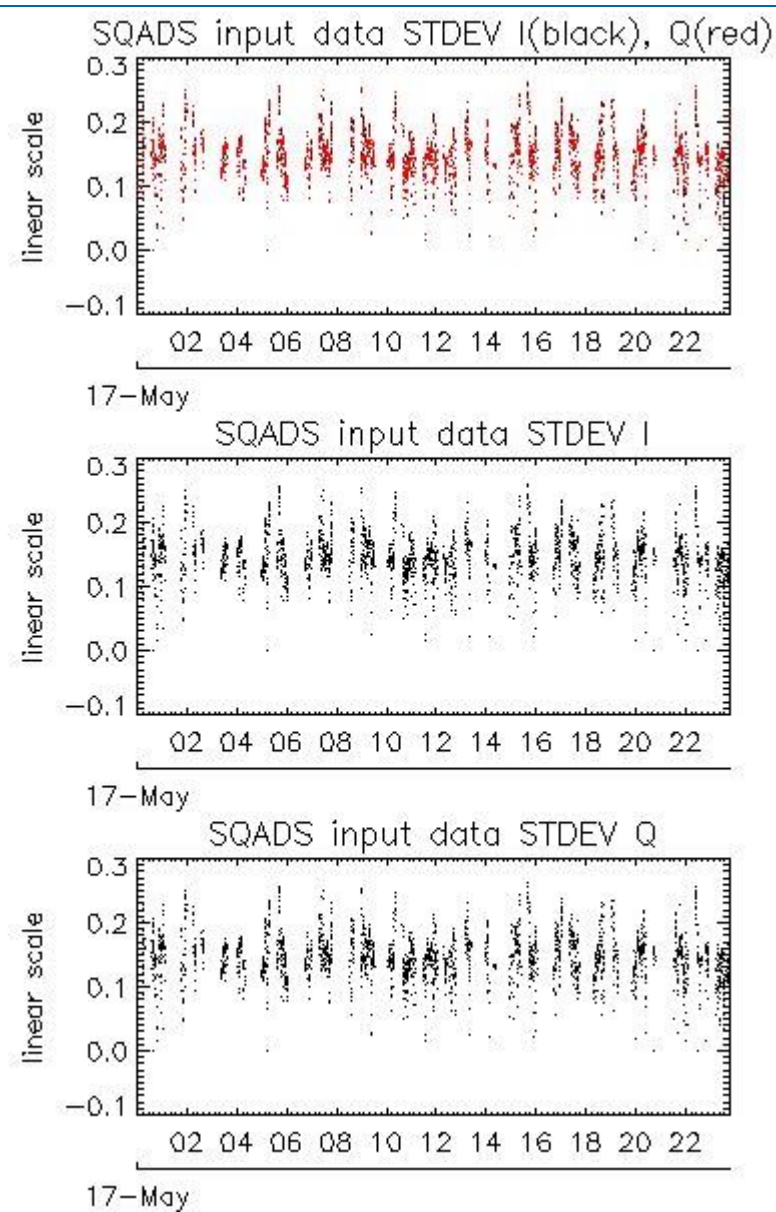 SQADS input data STDEV I(black), Q(red)
0.3
0.2
0.1
0.0
−0.1
linear scale
02 04 06 08 10 12 14 16 18 20 22
17−May
SQADS input data STDEV I
0.3
0.2
0.1
0.0
−0.1
linear scale
02 04 06 08 10 12 14 16 18 20 22
17−May
SQADS input data STDEV Q
0.3
0.2
0.1
0.0
−0.1
linear scale
02 04 06 08 10 12 14 16 18 20 22
17−May